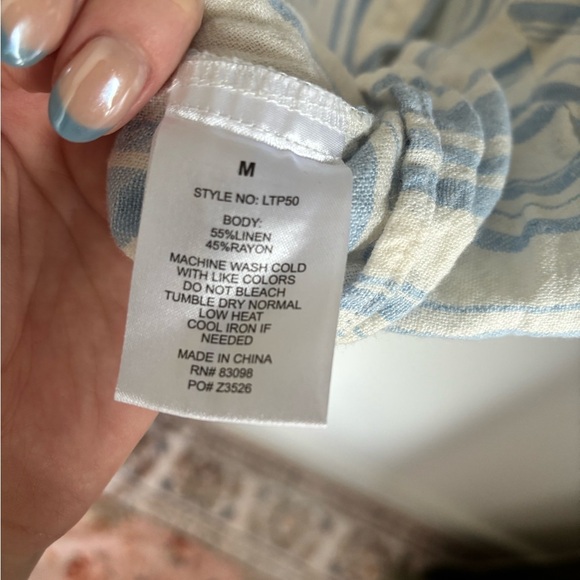 M
STYLE NO: LTP50
BODY:
55%LINEN
45%RAYON
MACHINE WASH COLD
WITH LIKE COLORS
DO NOT BLEACH
TUMBLE DRY NORMAL
LOW HEAT
COOL IRON IF
NEEDED
MADE IN CHINA
RN# 83098
PO# Z3526